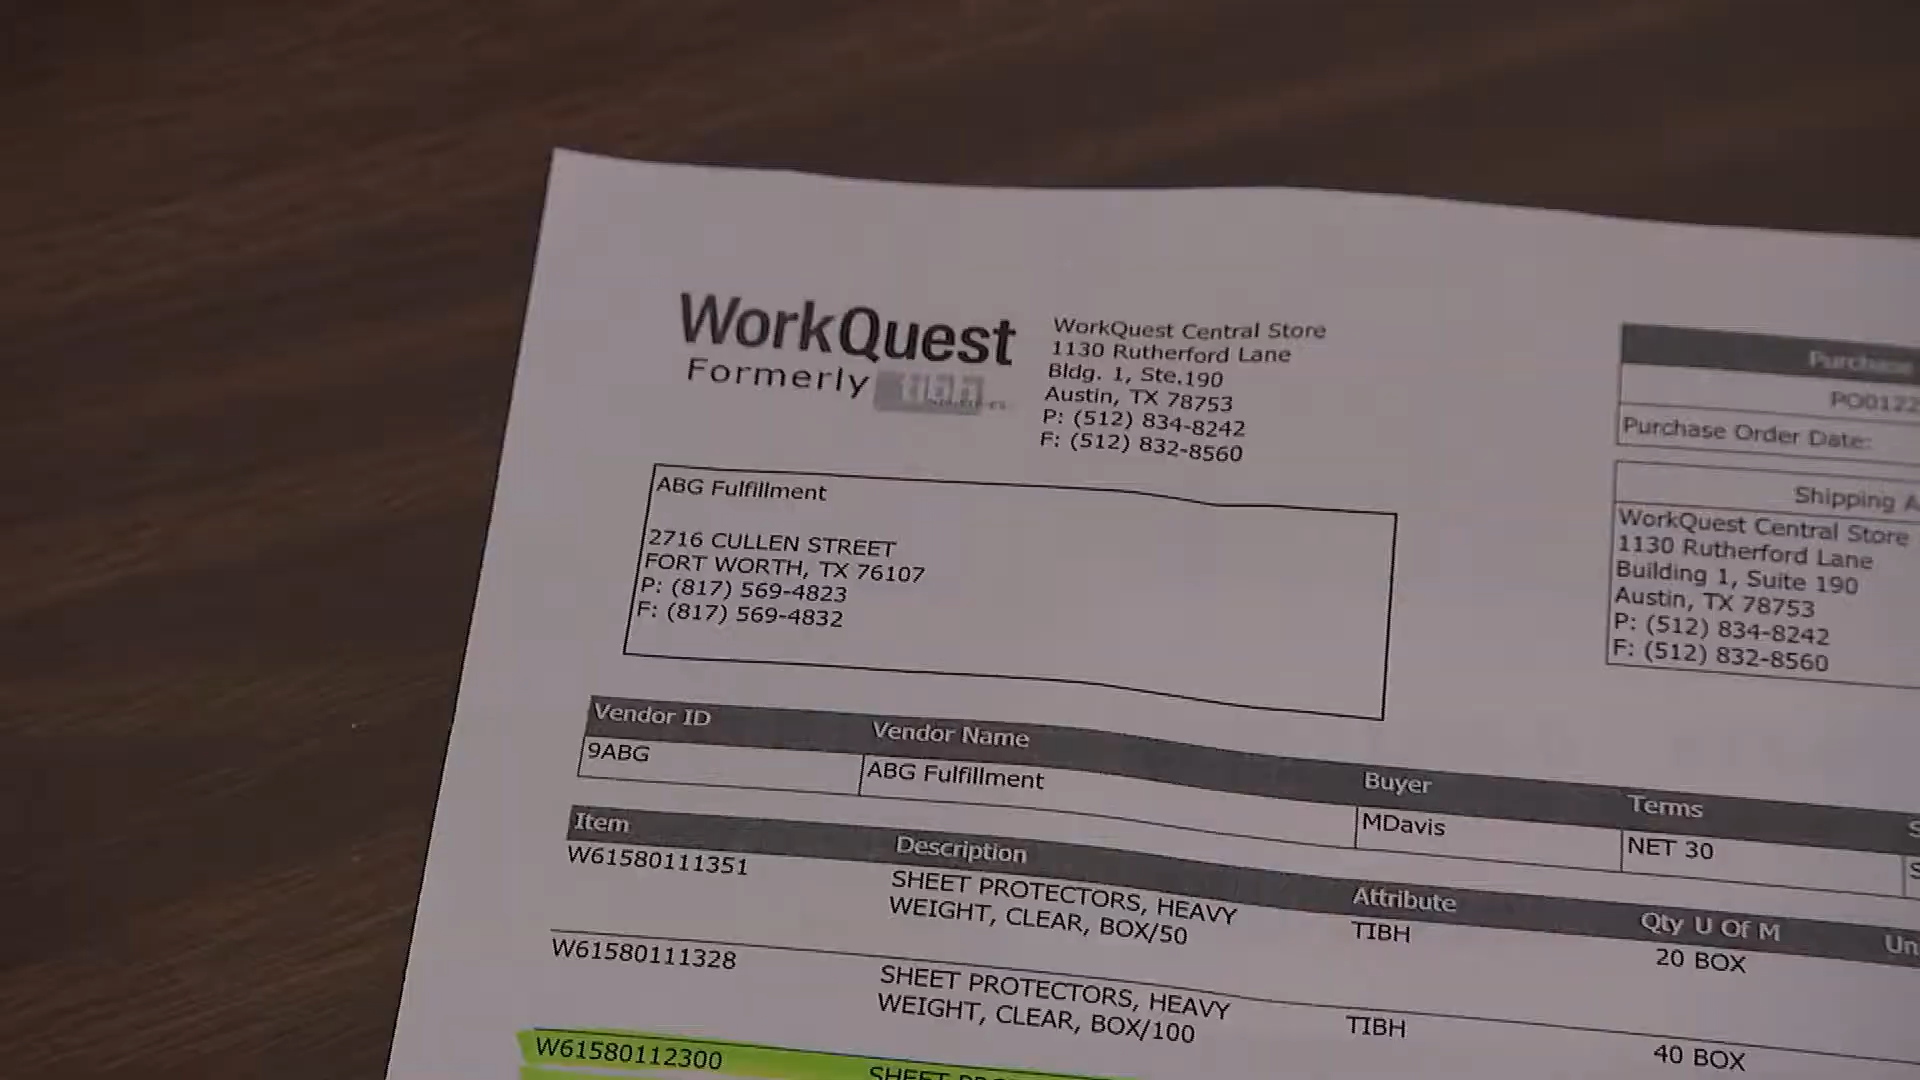 WorkQuest
Formerly
WorkQuest Central Store
1130 Rutherford Lane
Bldg. 1, Ste.190
Austin, TX 78753
P: (512) 834-8242
F: (512) 832-8560
Purchase
PO0122
Purchase Order Date:
ABG Fulfillment
2716 CULLEN STREET
FORT WORTH, TX 76107
P: (817) 569-4823
F: (817) 569-4832
Shipping A
WorkQuest Central Store
1130 Rutherford Lane
Building 1, Suite 190
Austin, TX 78753
P: (512) 834-8242
F: (512) 832-8560
Vendor ID Vendor Name Buyer Terms
9ABG ABG Fulfillment MDavis NET 30
Item Description Attribute Qty U Of M Un
W61580111351 SHEET PROTECTORS, HEAVY TIBH 20 BOX
WEIGHT, CLEAR, BOX/50
W61580111328 SHEET PROTECTORS, HEAVY TIBH 40 BOX
WEIGHT, CLEAR, BOX/100
W61580112300 SHEET